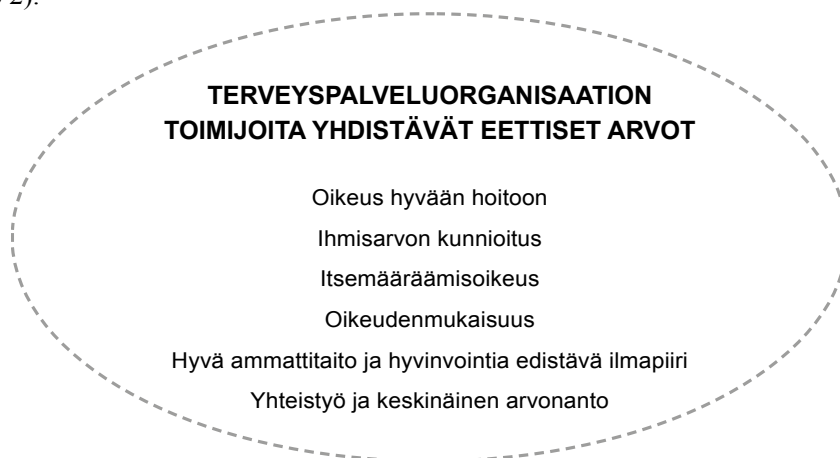 TERVEYSPALVELUORGANISAATION
TOIMIJOITA YHDISTÄVÄT EETTISET ARVOT
Oikeus hyvään hoitoon
Ihmisarvon kunnioitus
Itsemääräämisoikeus
Oikeudenmukaisuus
Hyvä ammattitaito ja hyvinvointia edistävä ilmapiiri
Yhteistyö ja keskinäinen arvonanto